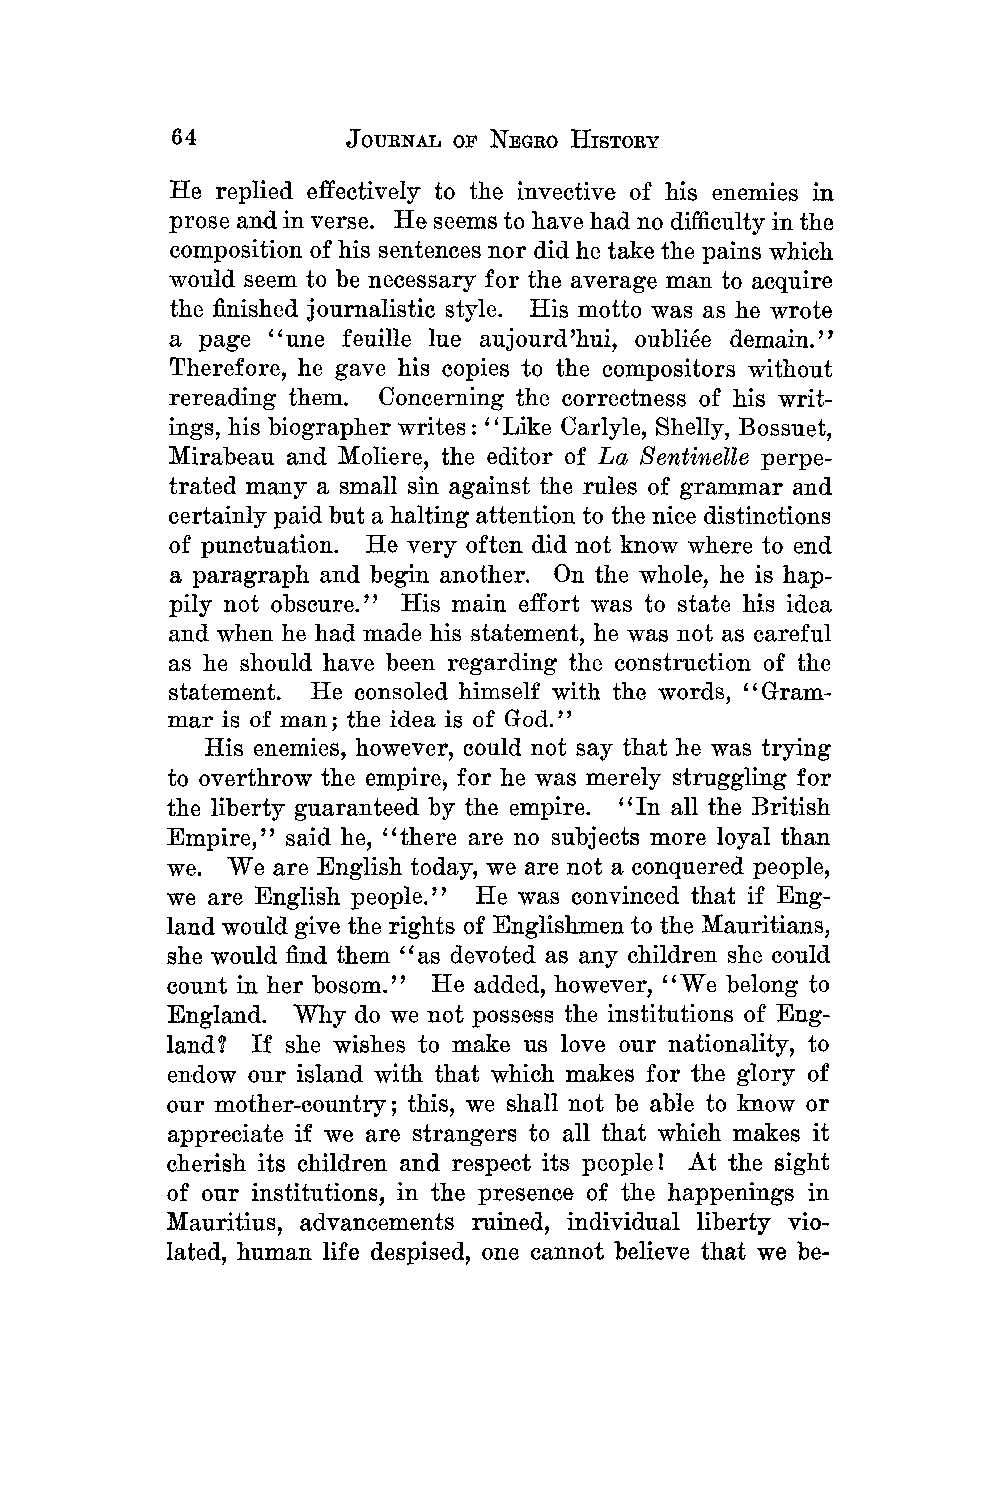 64 JOURNAL OF NEGRO HISTORY
He replied effectively to the invective of his enemies in
prose and in verse. He seems to have had no difficulty in the
composition of his sentences nor did he take the pains which
would seem to be necessary for the average man to acquire
the finished journalistic style. His motto was as he wrote
a page "une feuille lue aujourd'hui, oubliée demain."
Therefore, he gave his copies to the compositors without
rereading them. Concerning the correctness of his writ-
ings, his biographer writes: "Like Carlyle, Shelly, Bossuet,
Mirabeau and Moliere, the editor of La Sentinelle perpe-
trated many a small sin against the rules of grammar and
certainly paid but a halting attention to the nice distinctions
of punctuation. He very often did not know where to end
a paragraph and begin another. On the whole, he is hap-
pily not obscure." His main effort was to state his idea
and when he had made his statement, he was not as careful
as he should have been regarding the construction of the
statement. He consoled himself with the words, "Gram-
mar is of man; the idea is of God."
His enemies, however, could not say that he was trying
to overthrow the empire, for he was merely struggling for
the liberty guaranteed by the empire. "In all the British
Empire," said he, "there are no subjects more loyal than
we. We are English today, we are not a conquered people,
we are English people." He was convinced that if Eng-
land would give the rights of Englishmen to the Mauritians,
she would find them "as devoted as any children she could
count in her bosom." He added, however, "We belong to
England. Why do we not possess the institutions of Eng-
land? If she wishes to make us love our nationality, to
endow our island with that which makes for the glory of
our mother-country; this, we shall not be able to know or
appreciate if we are strangers to all that which makes it
cherish its children and respect its people! At the sight
of our institutions, in the presence of the happenings in
Mauritius, advancements ruined, individual liberty vio-
lated, human life despised, one cannot believe that we be-